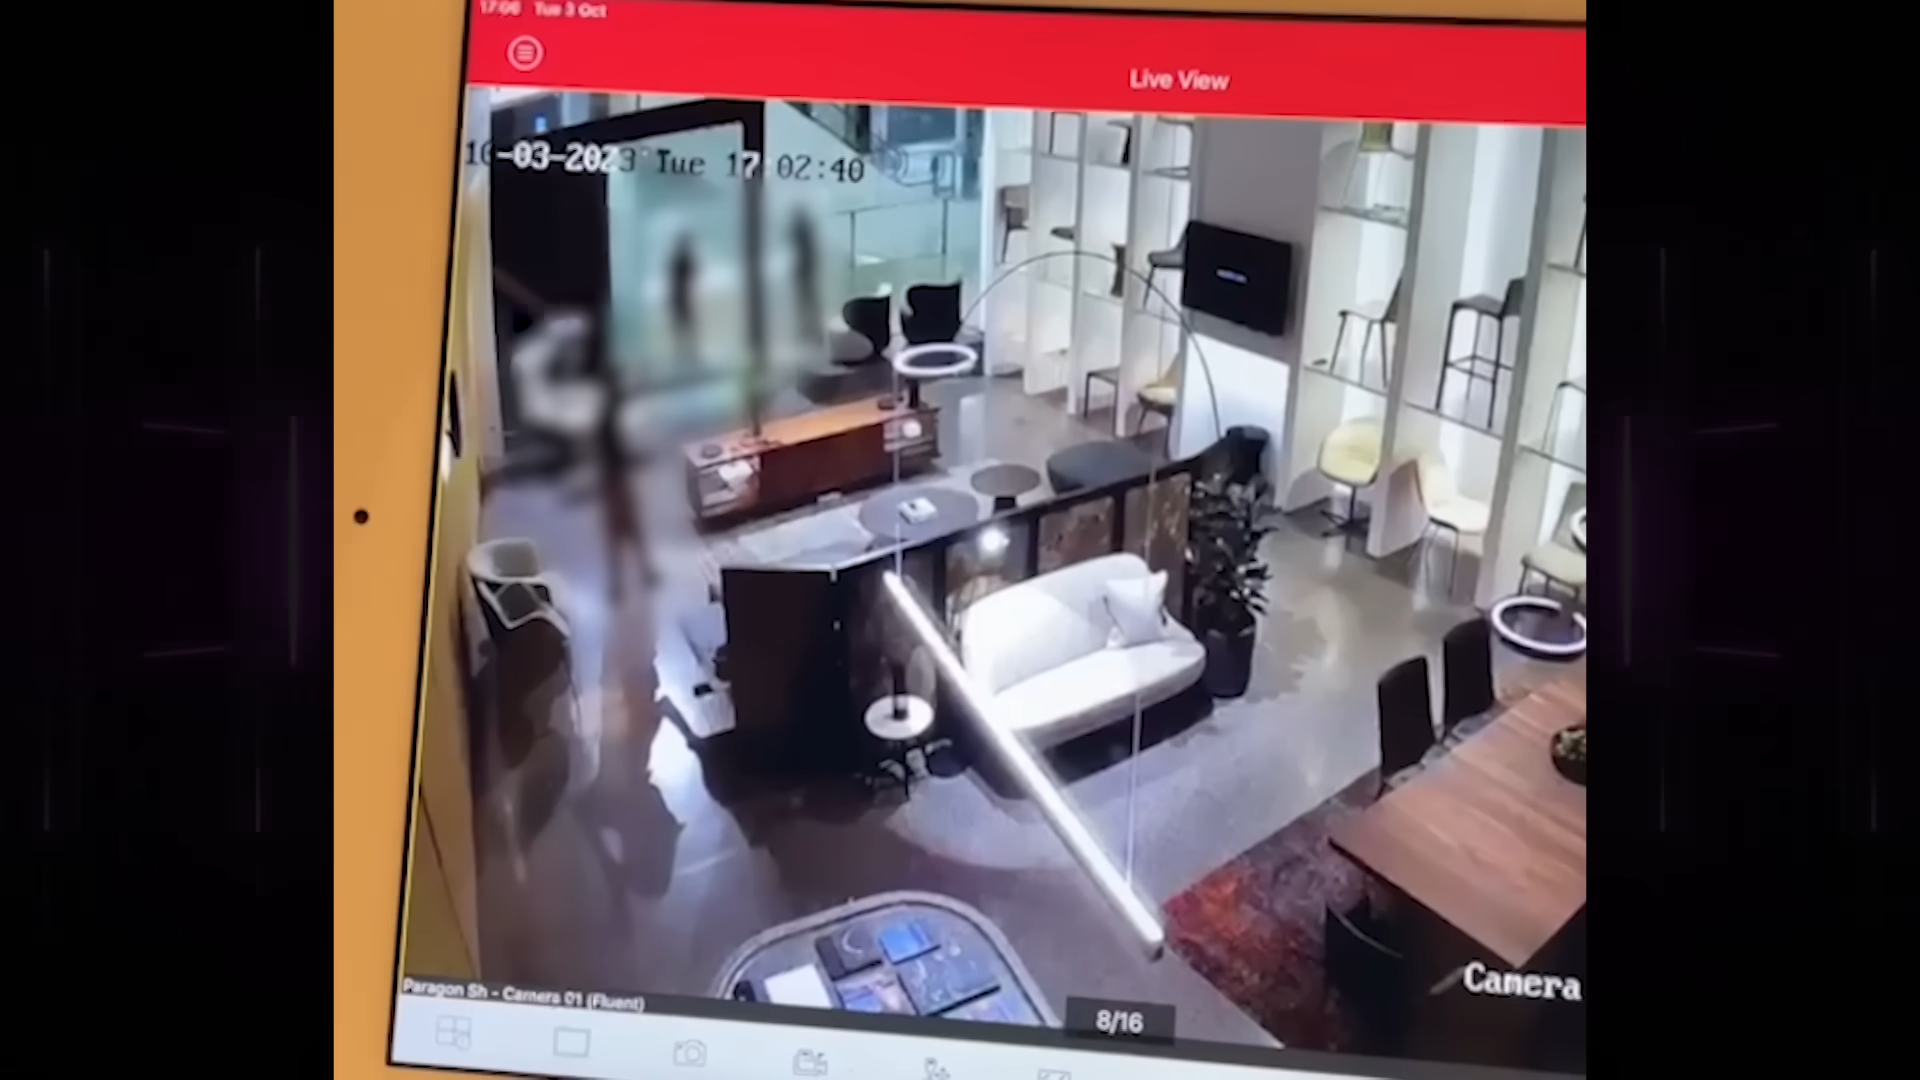 17:06 Tue 3 Oct
Live View
10-03-2023 Tue 17:02:40
Camera
Paragon Sh - Camera 01 (Fluent)
8/16